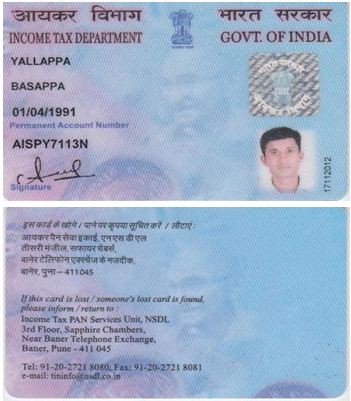 आयकर विभाग
INCOME TAX DEPARTMENT
भारत सरकार
GOVT. OF INDIA
YALLAPPA
BASAPPA
01/04/1991
Permanent Account Number
AISPY7113N
Signature
17112012
इस कार्ड के खोने / पाने पर कृपया सूचित करें / लौटाएं :
आयकर पैन सेवा इकाई, एन एस डी एल
तीसरी मंजील, सफायर चेंबर्स,
बानेर टेलिफोन एक्स्चेंज के नजदीक,
बानेर, पुना - 411 045
If this card is lost / someone's lost card is found,
please inform / return to :
Income Tax PAN Services Unit, NSDL
3rd Floor, Sapphire Chambers,
Near Baner Telephone Exchange,
Baner, Pune - 411 045
Tel: 91-20-2721 8080, Fax: 91-20-2721 8081
e-mail: tininfo@nsdl.co.in